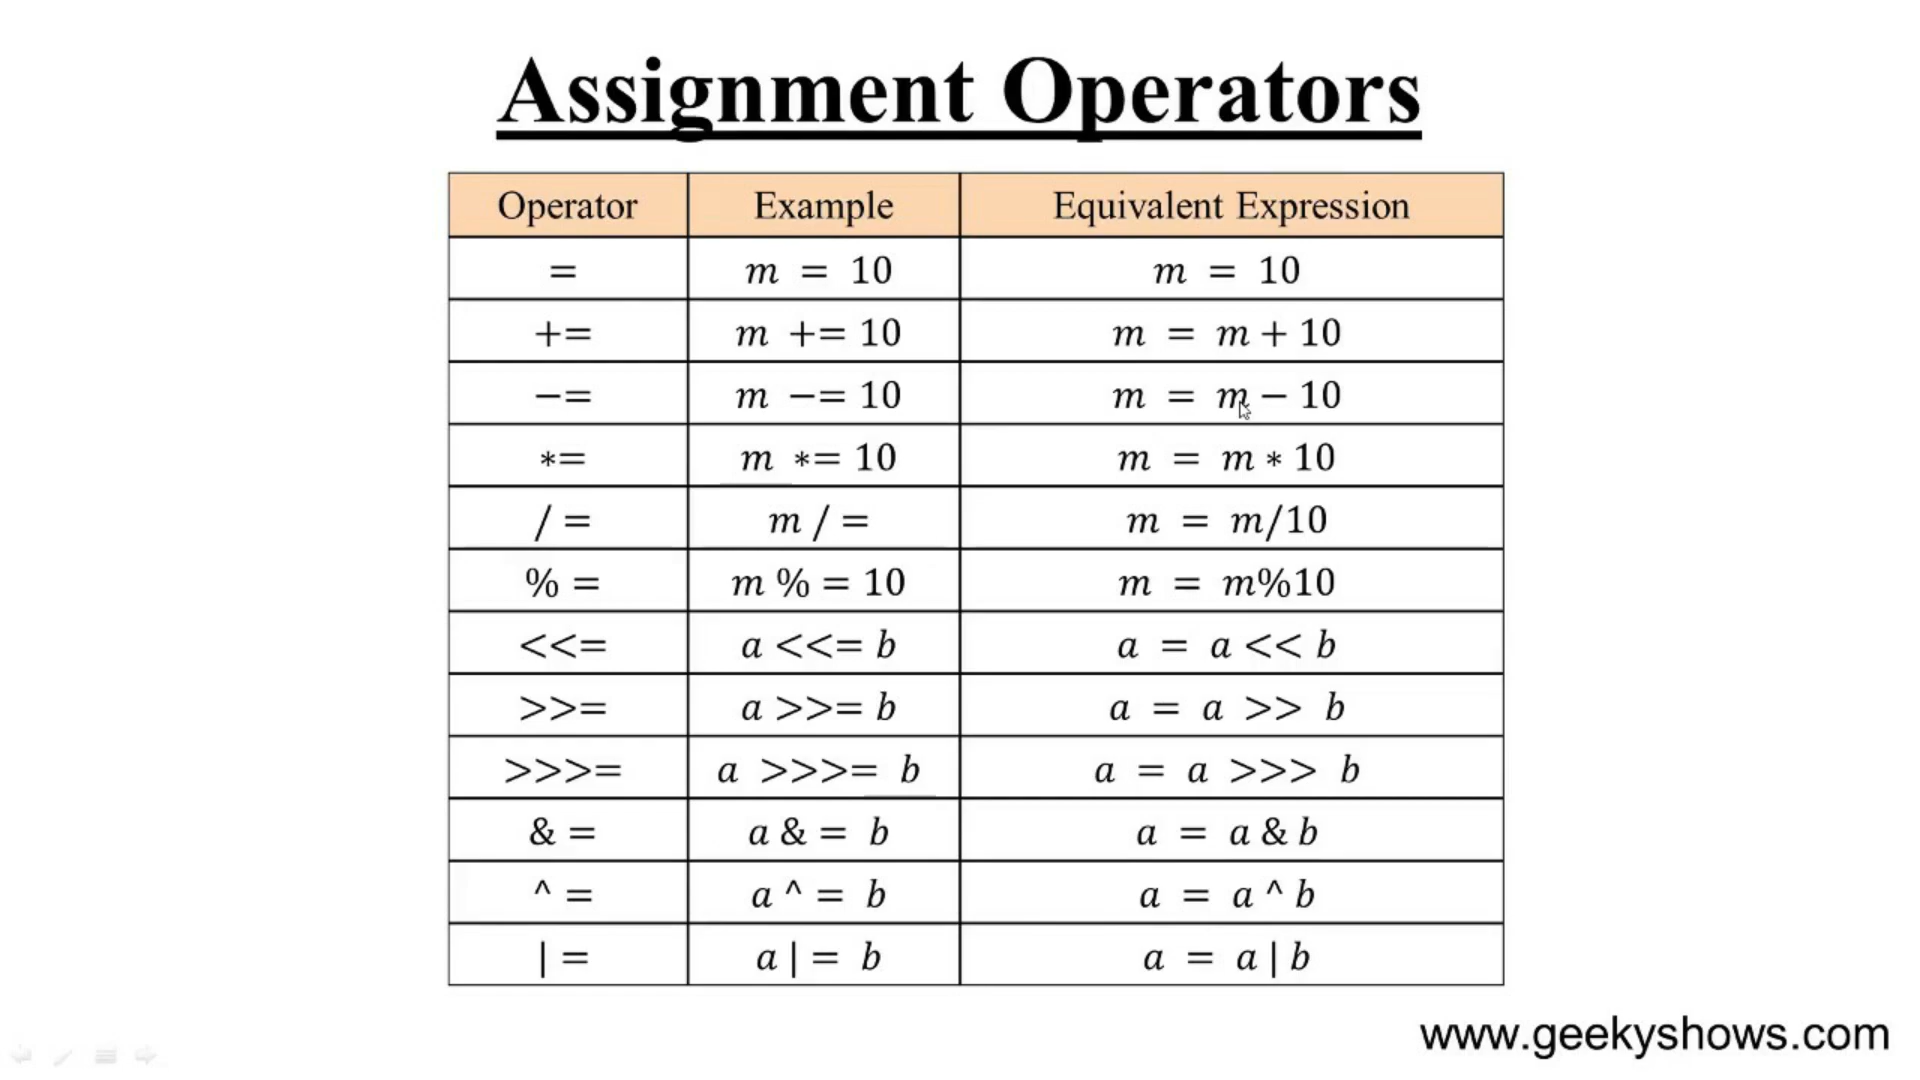 Assignment Operators
Operator Example Equivalent Expression
= m = 10 m = 10
+= m += 10 m = m + 10
−= m −= 10 m = m − 10
*= m *= 10 m = m * 10
/ = m / = m = m/10
% = m % = 10 m = m%10
<<= a <<= b a = a << b
>>= a >>= b a = a >> b
>>>= a >>>= b a = a >>> b
& = a & = b a = a & b
^ = a ^ = b a = a ^ b
| = a | = b a = a | b
www.geekyshows.com